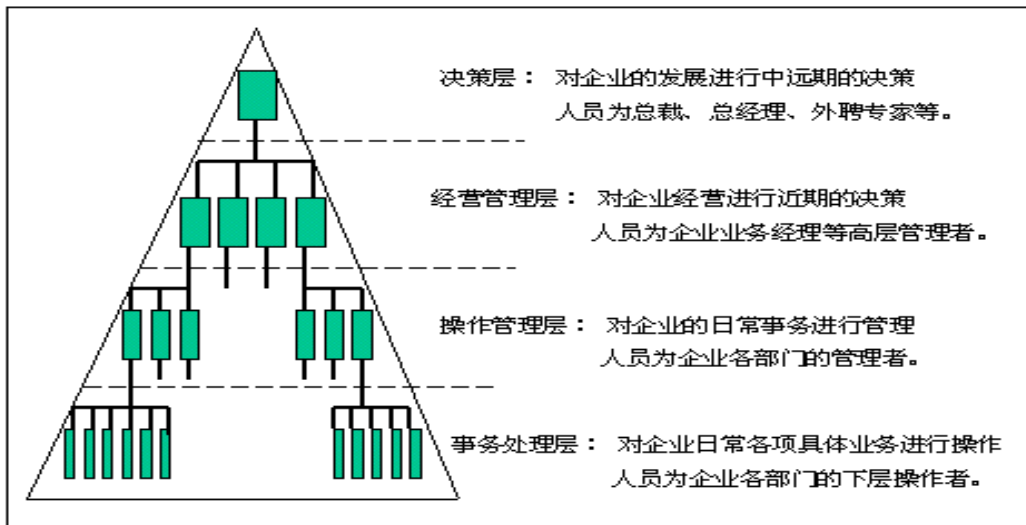 决策层： 对企业的发展进行中远期的决策
人员为总裁、总经理、外聘专家等。
经营管理层： 对企业经营进行近期的决策
人员为企业业务经理等高层管理者。
操作管理层： 对企业的日常事务进行管理
人员为企业各部门的管理者。
事务处理层： 对企业日常各项具体业务进行操作
人员为企业各部门的下层操作者。